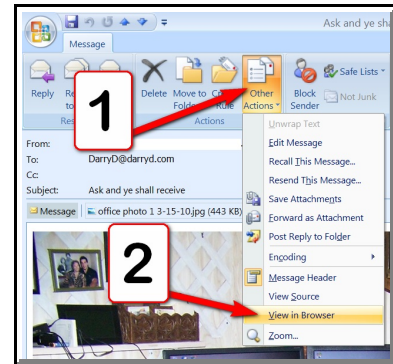 Ask and ye sha
Message
Reply
Delete
Move to Folder
Rule
Other Actions
Block Sender
Safe Lists
Not Junk
Actions
1
From:
To: DarryD@darryd.com
Cc:
Subject: Ask and ye shall receive
Message office photo 1 3-15-10.jpg (443 KB)
2
Unwrap Text
Edit Message
Recall This Message...
Resend This Message...
Save Attachments
Forward as Attachment
Post Reply to Folder
Encoding
Message Header
View Source
View in Browser
Zoom...